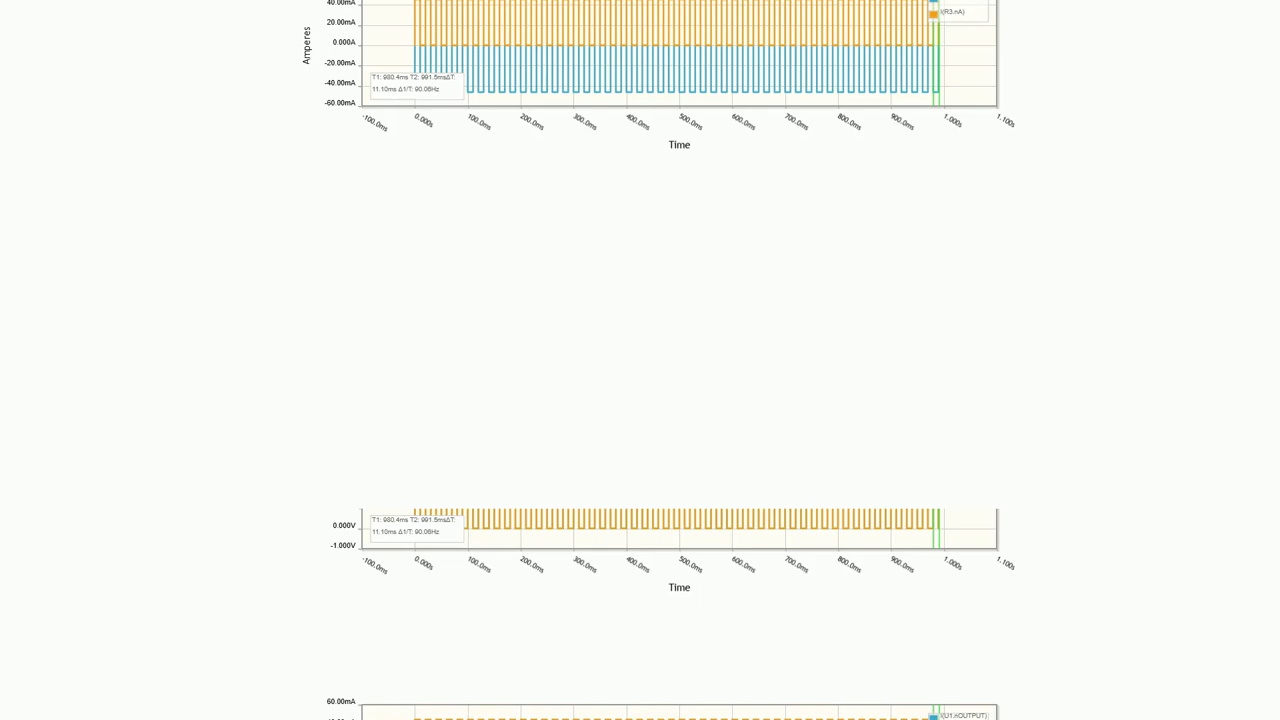 40.00mA
I(R3.nA)
20.00mA
Amperes
0.000A
-20.00mA
T1: 980.4ms T2: 991.5msΔT:
-40.00mA
11.10ms Δ1/T: 90.06Hz
-60.00mA
-100.0ms 0.000s 100.0ms 200.0ms 300.0ms 400.0ms 500.0ms 600.0ms 700.0ms 800.0ms 900.0ms 1.000s 1.100s
Time
T1: 980.4ms T2: 991.5msΔT:
0.000V
11.10ms Δ1/T: 90.06Hz
-1.000V
-100.0ms 0.000s 100.0ms 200.0ms 300.0ms 400.0ms 500.0ms 600.0ms 700.0ms 800.0ms 900.0ms 1.000s 1.100s
Time
60.00mA
I(U1.nOUTPUT)